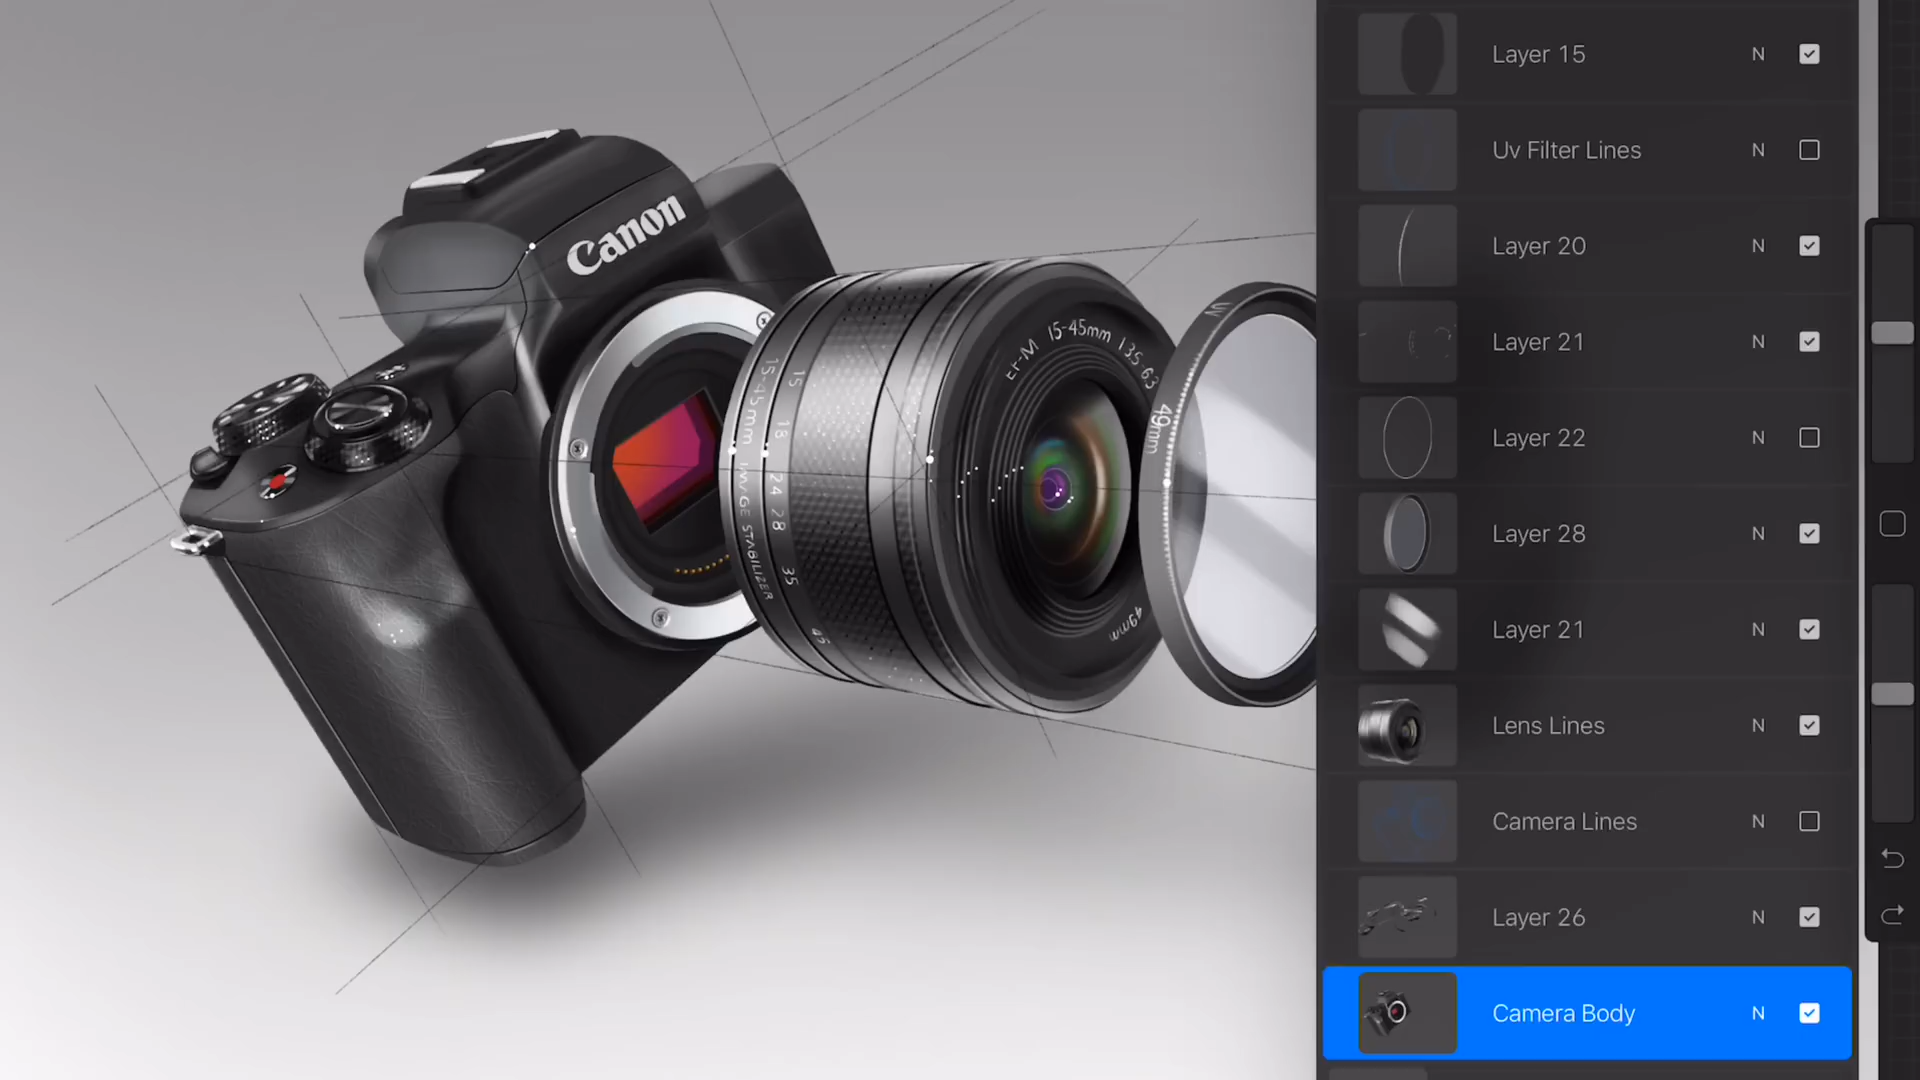 Canon
EF-M 15-45mm 1:3.5-6.3
49mm
UV
49mm
15-45mm IMAGE STABILIZER
15
18
24
28
35
45
Layer 15 N
Uv Filter Lines N
Layer 20 N
Layer 21 N
Layer 22 N
Layer 28 N
Layer 21 N
Lens Lines N
Camera Lines N
Layer 26 N
Camera Body N